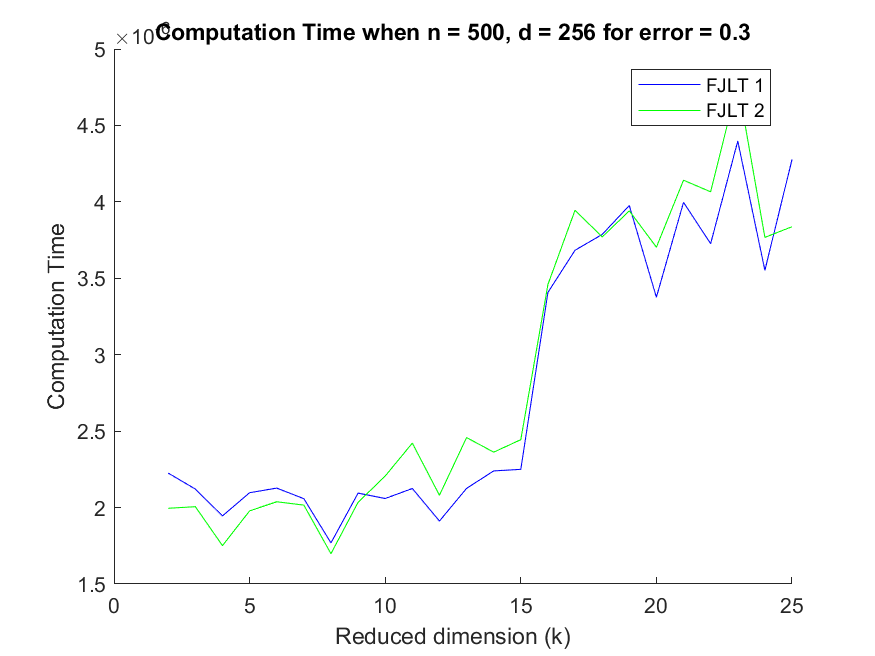 ×10
Computation Time when n = 500, d = 256 for error = 0.3
5
4.5
4
3.5
3
2.5
2
1.5
Computation Time
FJLT 1
FJLT 2
0 5 10 15 20 25
Reduced dimension (k)